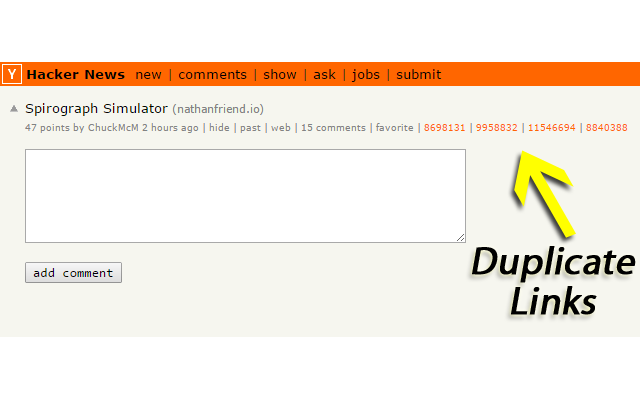 Y Hacker News new | comments | show | ask | jobs | submit
Spirograph Simulator (nathanfriend.io)
47 points by ChuckMcM 2 hours ago | hide | past | web | 15 comments | favorite | 8698131 | 9958832 | 11546694 | 8840388
add comment
Duplicate
Links